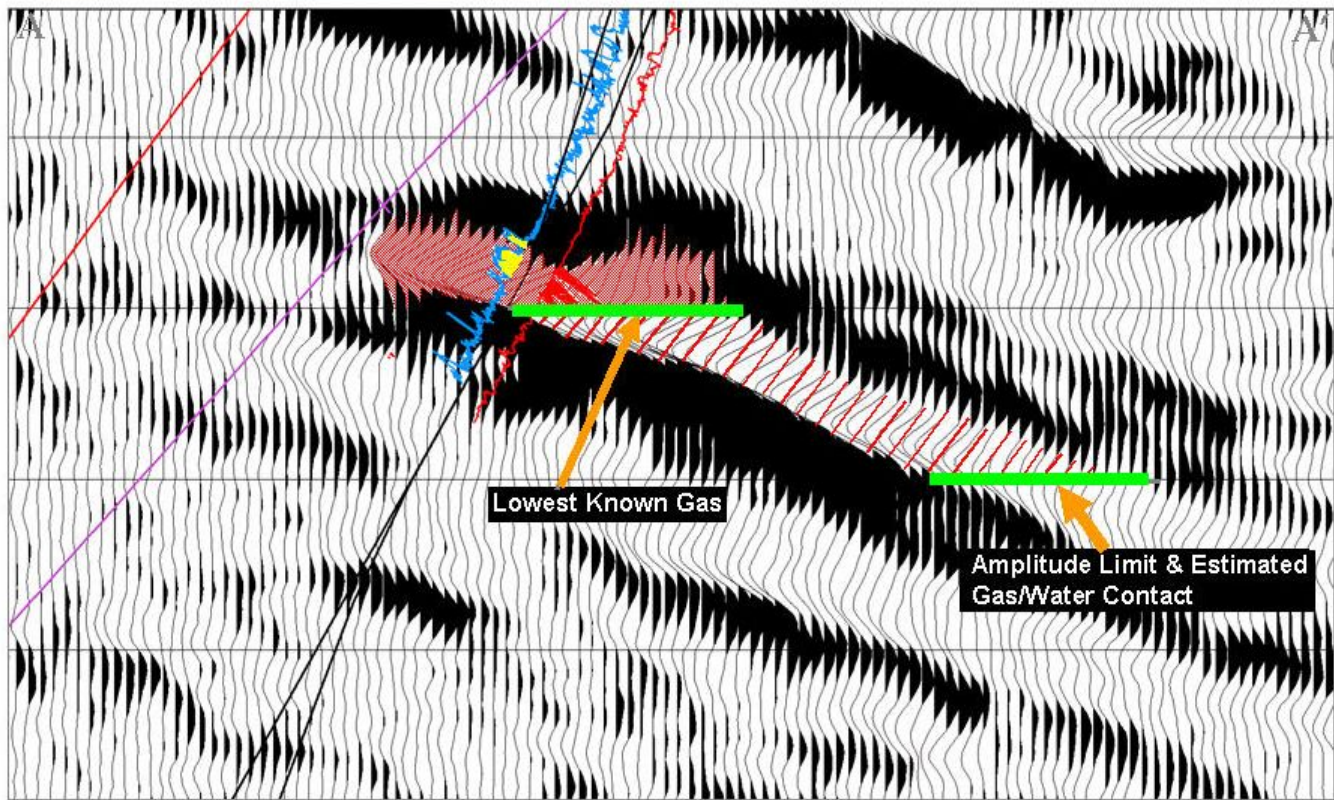 A
A'
Lowest Known Gas
Amplitude Limit & Estimated
Gas/Water Contact